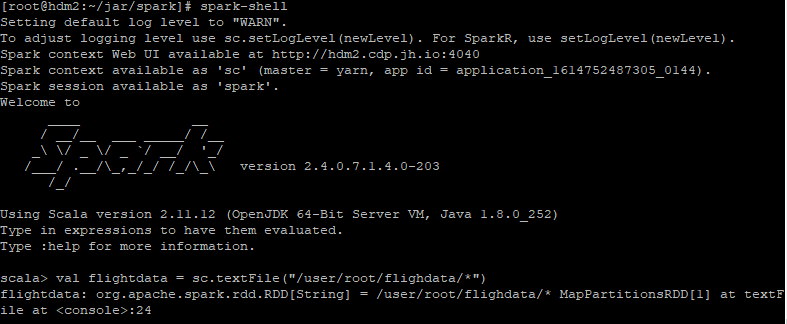 [root@hdm2:~/jar/spark]# spark-shell
Setting default log level to "WARN".
To adjust logging level use sc.setLogLevel(newLevel). For SparkR, use setLogLevel(newLevel).
Spark context Web UI available at http://hdm2.cdp.jh.io:4040
Spark context available as 'sc' (master = yarn, app id = application_1614752487305_0144).
Spark session available as 'spark'.
Welcome to
      ____              __
     / __/__  ___ _____/ /__
    _\ \/ _ \/ _ `/ __/  '_/
   /___/ .__/\_,_/_/ /_/\_\   version 2.4.0.7.1.4.0-203
      /_/
Using Scala version 2.11.12 (OpenJDK 64-Bit Server VM, Java 1.8.0_252)
Type in expressions to have them evaluated.
Type :help for more information.
scala> val flightdata = sc.textFile("/user/root/flighdata/*")
flightdata: org.apache.spark.rdd.RDD[String] = /user/root/flighdata/* MapPartitionsRDD[1] at textF
ile at <console>:24